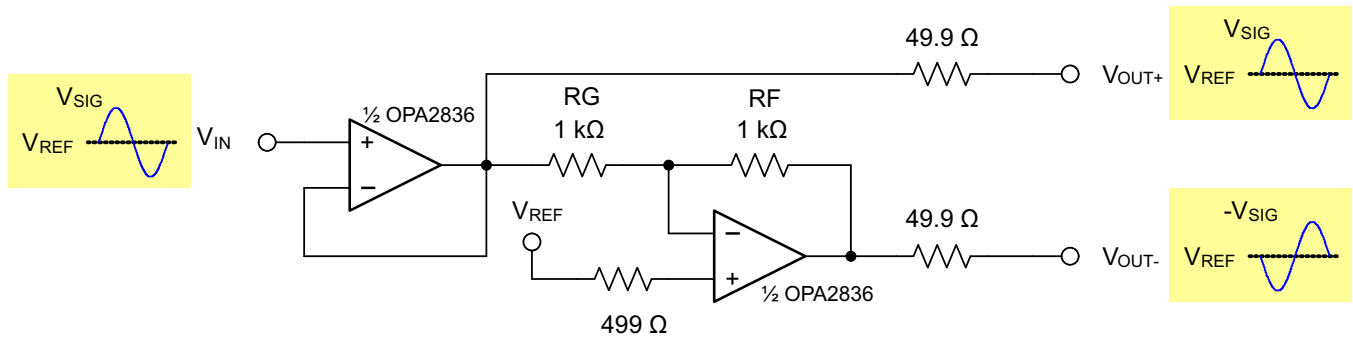 VSIG
VREF
VIN
½ OPA2836
+
−
RG
1 kΩ
RF
1 kΩ
VREF
499 Ω
−
+
½ OPA2836
49.9 Ω
VOUT+
VSIG
VREF
49.9 Ω
VOUT-
-VSIG
VREF